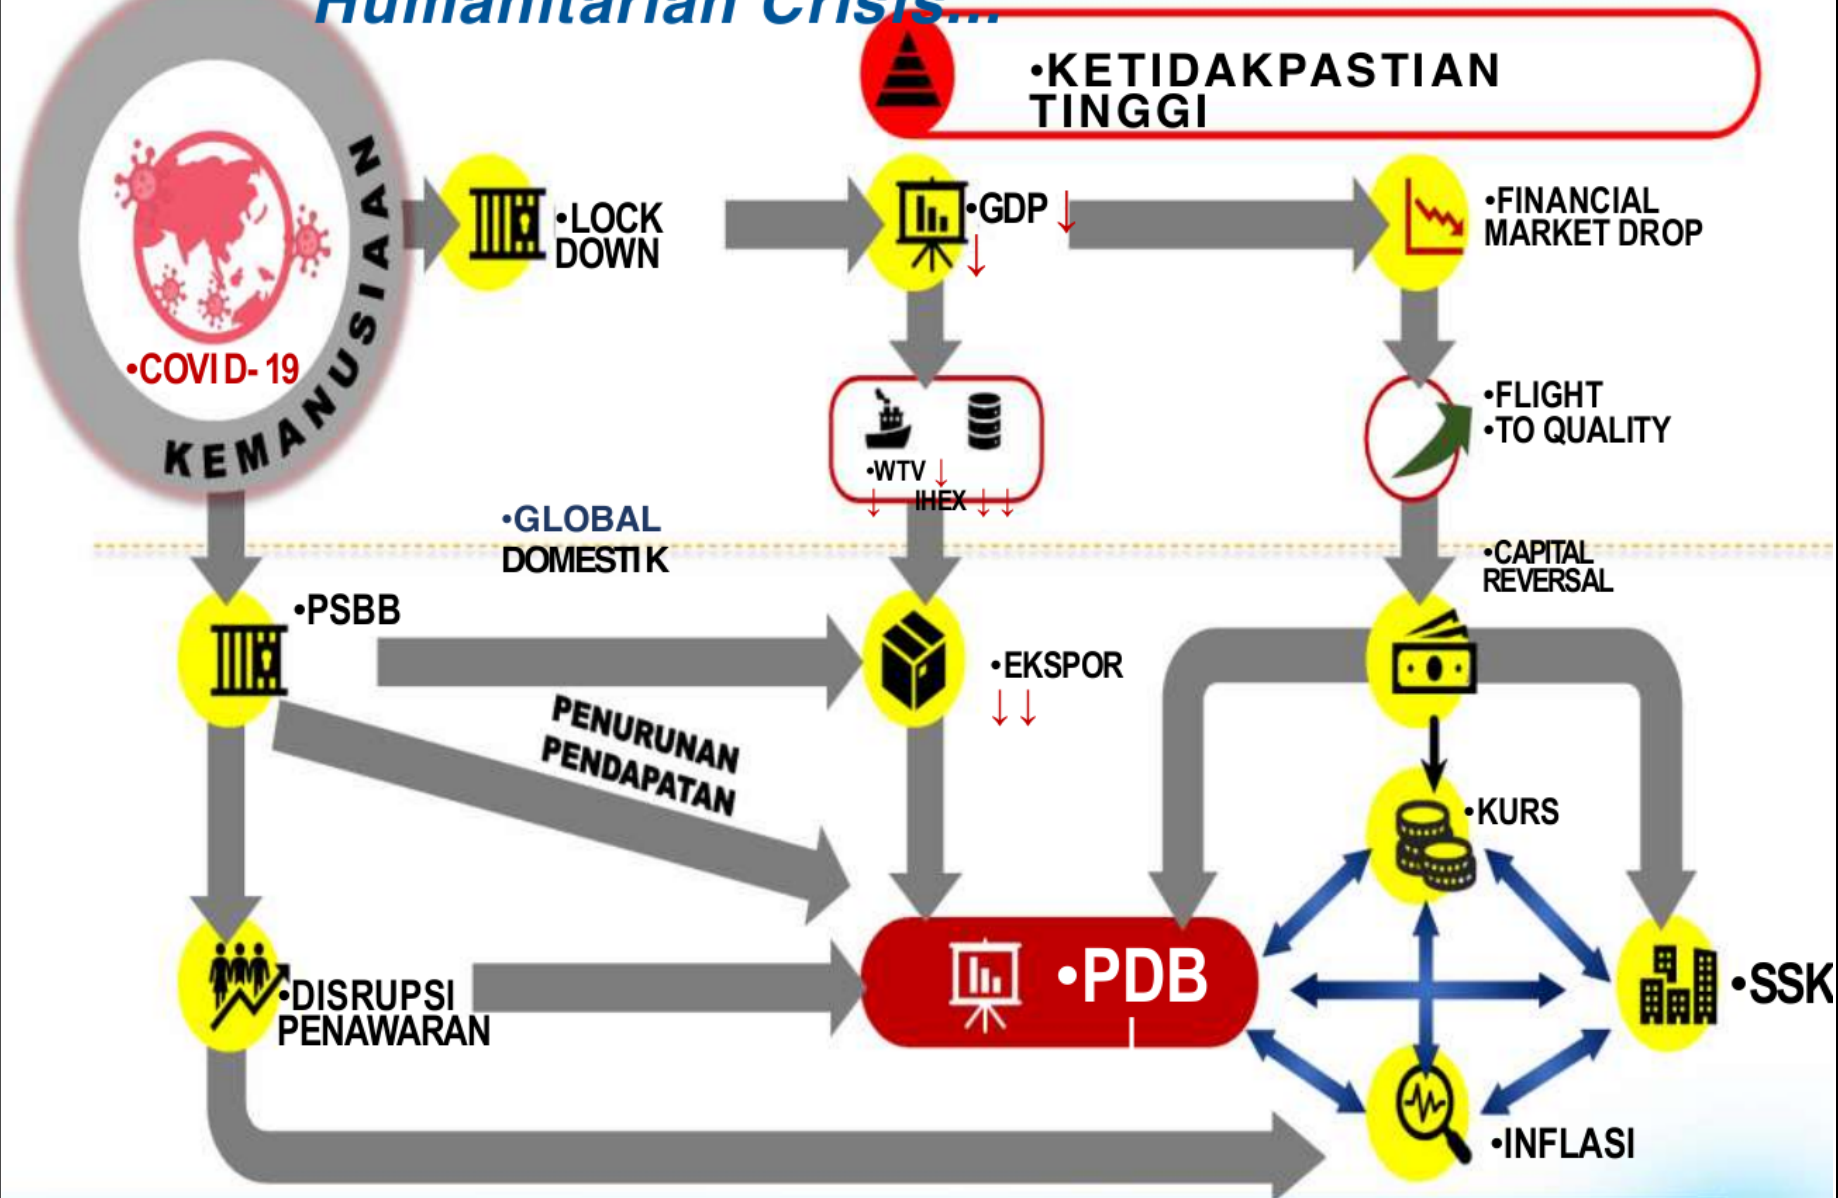 Humanitarian Crisis...
•KETIDAKPASTIAN
TINGGI
•LOCK
DOWN
•GDP ↓
↓
•FINANCIAL
MARKET DROP
•COVID-19
KEMANUSIAAN
•FLIGHT
•TO QUALITY
•WTV ↓
↓ IHEX ↓ ↓
•GLOBAL
DOMESTIK
•CAPITAL
REVERSAL
•PSBB
•EKSPOR
↓↓
PENURUNAN
PENDAPATAN
•KURS
•DISRUPSI
PENAWARAN
•PDB
•SSK
•INFLASI